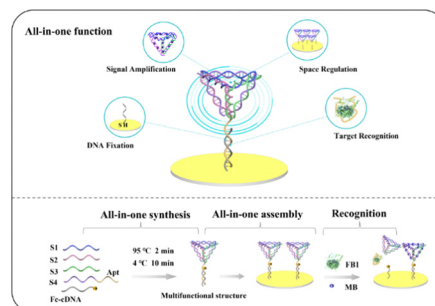 All-in-one function
Signal Amplification
Space Regulation
SH
DNA Fixation
Target Recognition
All-in-one synthesis
All-in-one assembly
Recognition
S1
S2
S3
S4
Apt
Fc-cDNA
95 °C 2 min
4 °C 10 min
Multifunctional structure
FB1
MB